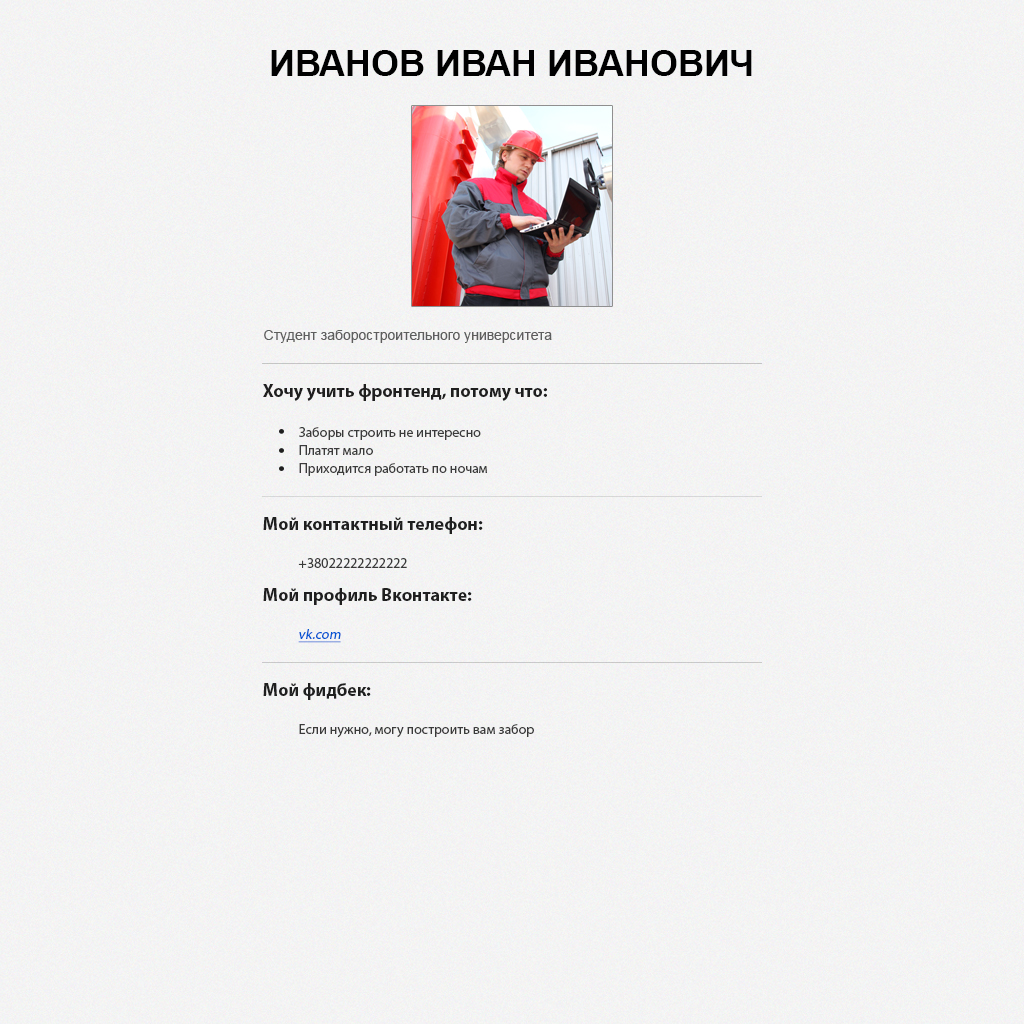 ИВАНОВ ИВАН ИВАНОВИЧ
Студент заборостроительного университета
Хочу учить фронтенд, потому что:
• Заборы строить не интересно
• Платят мало
• Приходится работать по ночам
Мой контактный телефон:
+38022222222222
Мой профиль Вконтакте:
vk.com
Мой фидбек:
Если нужно, могу построить вам забор